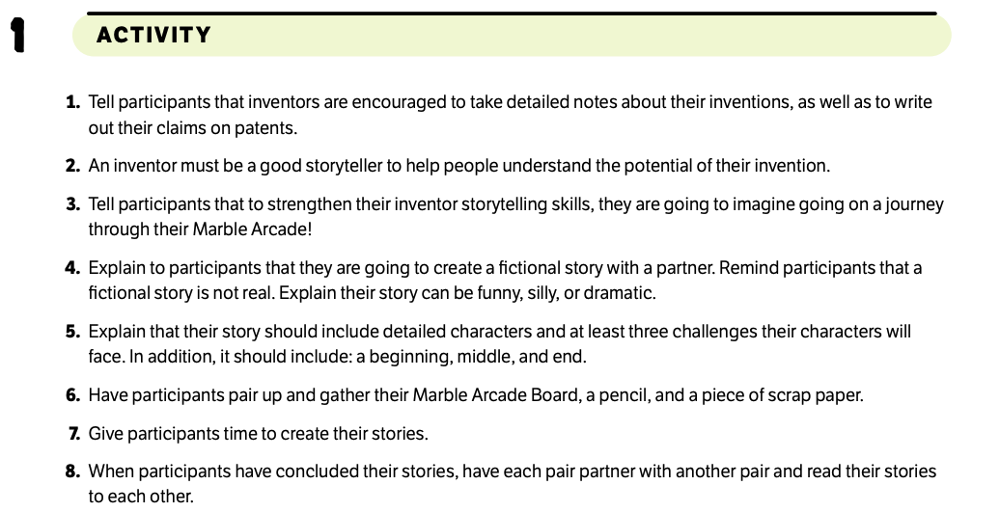 1
ACTIVITY
1. Tell participants that inventors are encouraged to take detailed notes about their inventions, as well as to write
out their claims on patents.
2. An inventor must be a good storyteller to help people understand the potential of their invention.
3. Tell participants that to strengthen their inventor storytelling skills, they are going to imagine going on a journey
through their Marble Arcade!
4. Explain to participants that they are going to create a fictional story with a partner. Remind participants that a
fictional story is not real. Explain their story can be funny, silly, or dramatic.
5. Explain that their story should include detailed characters and at least three challenges their characters will
face. In addition, it should include: a beginning, middle, and end.
6. Have participants pair up and gather their Marble Arcade Board, a pencil, and a piece of scrap paper.
7. Give participants time to create their stories.
8. When participants have concluded their stories, have each pair partner with another pair and read their stories
to each other.